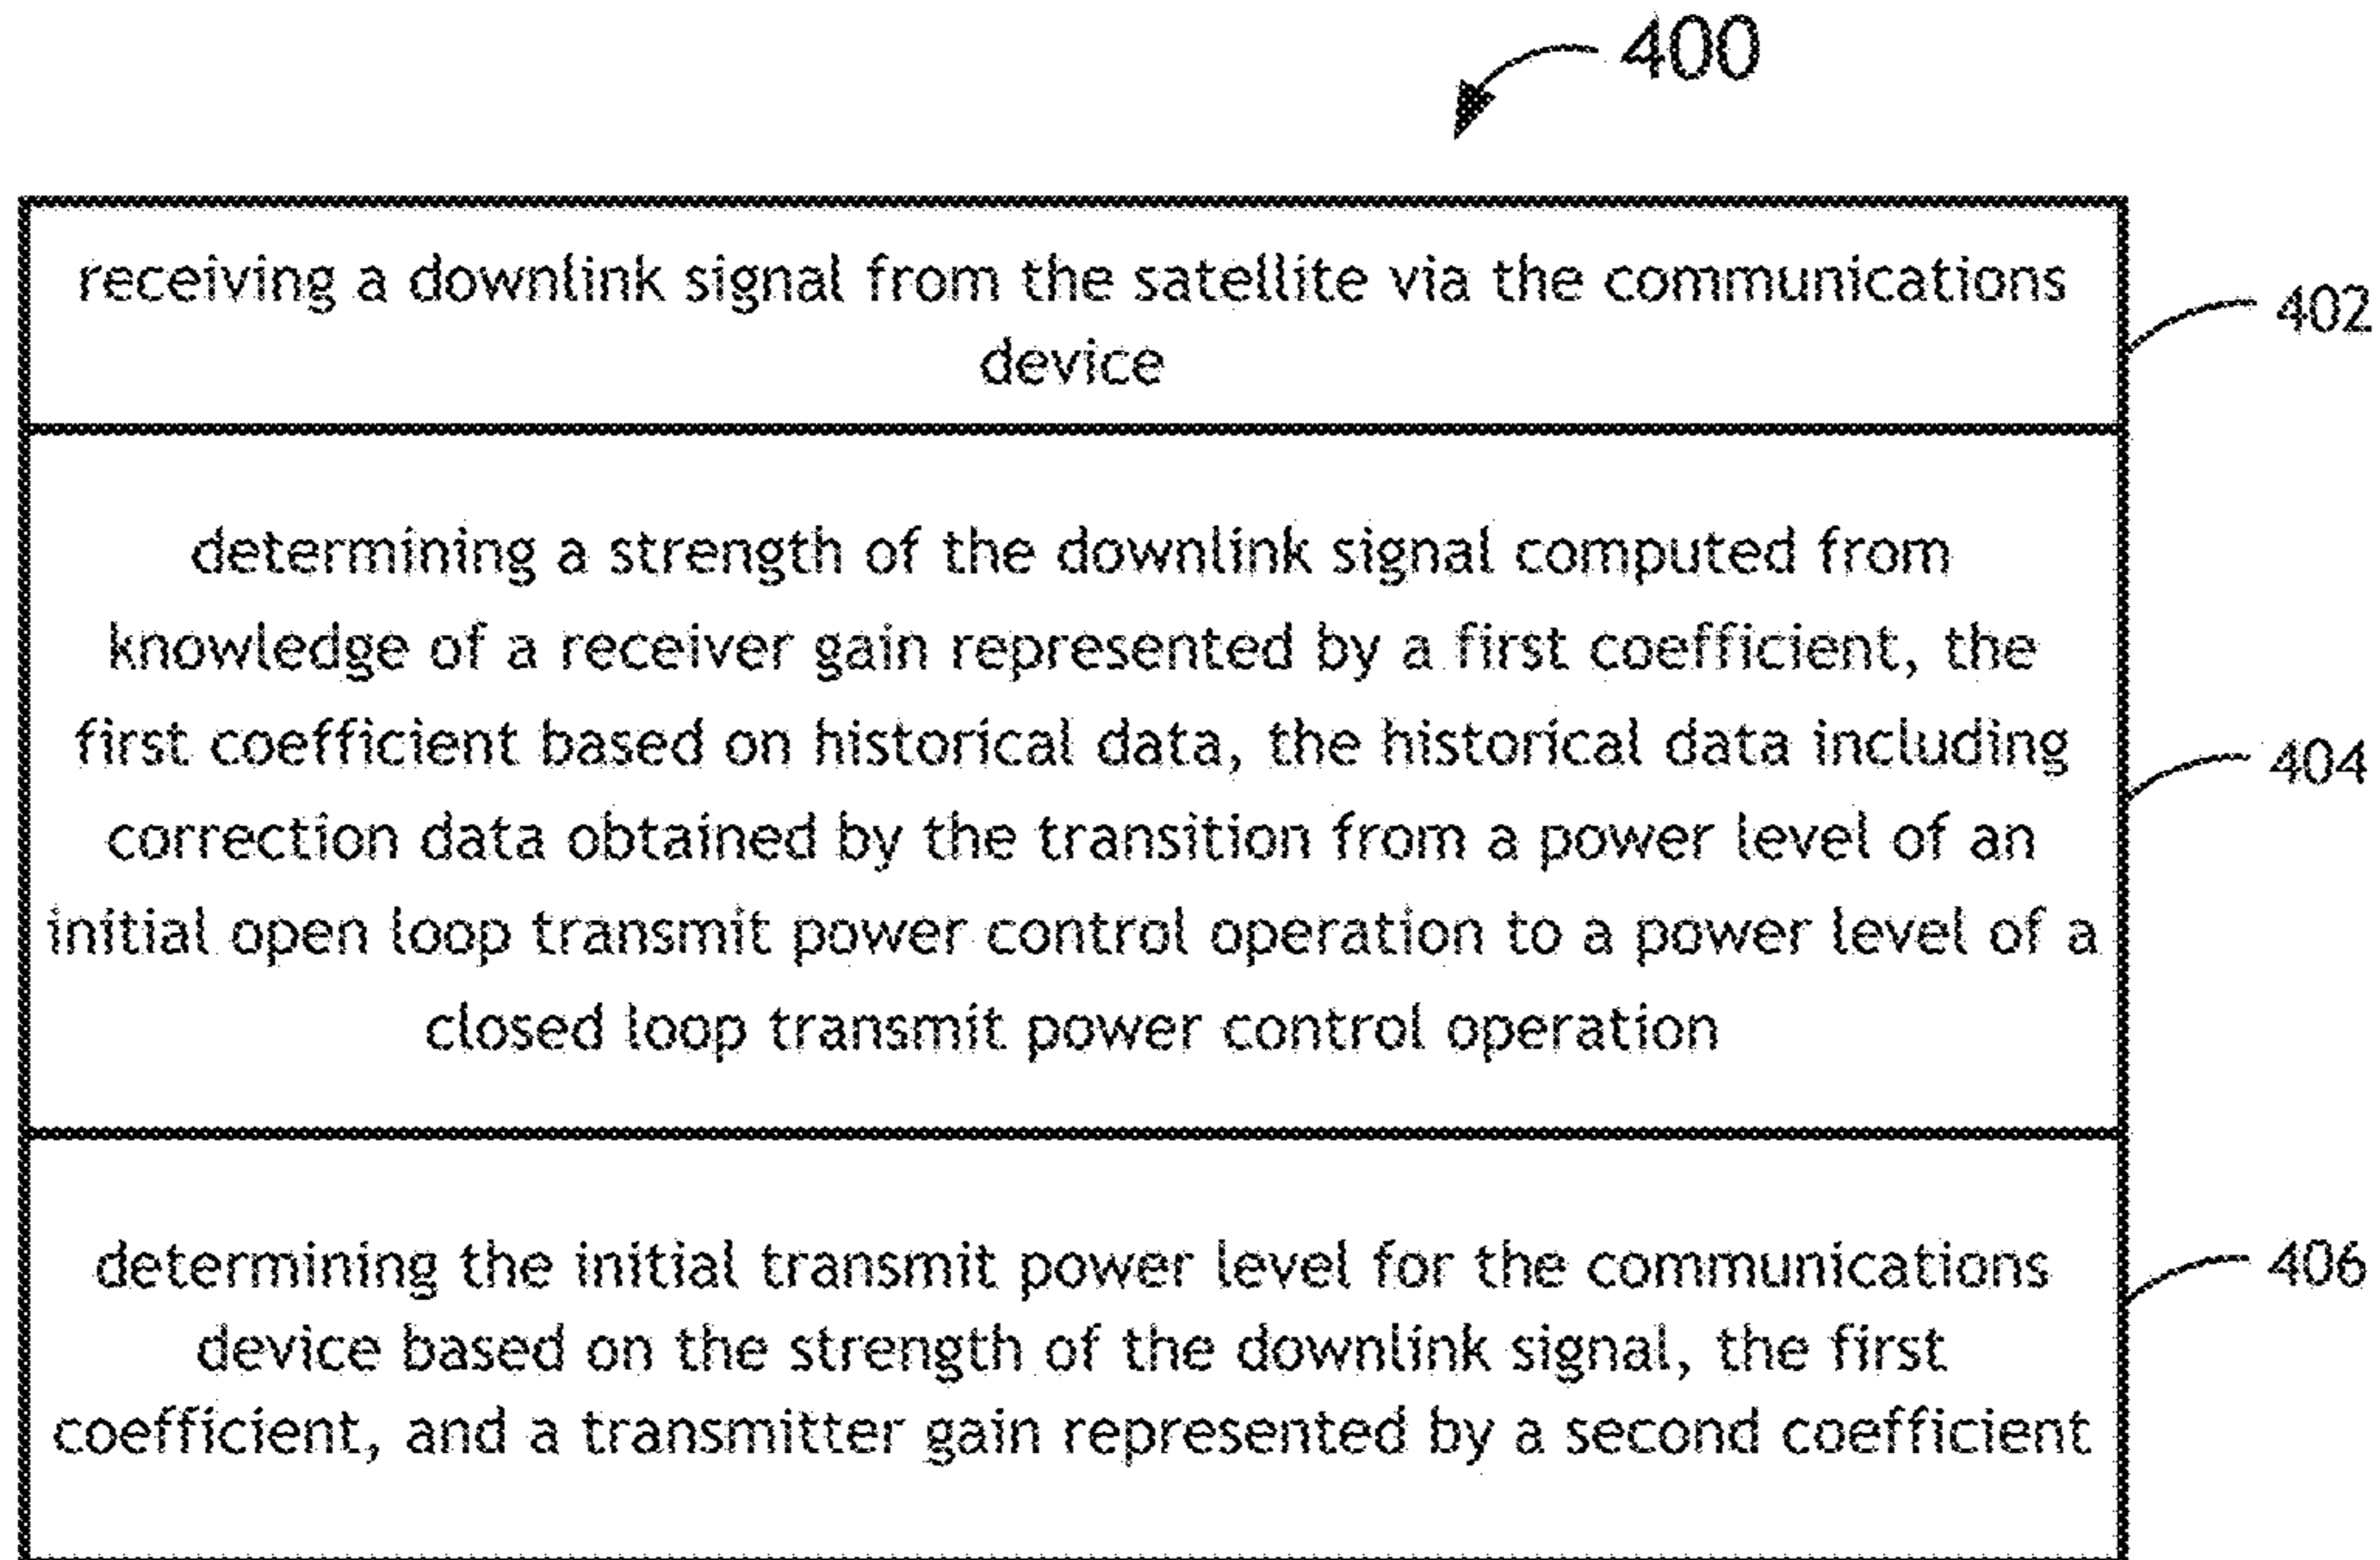 400
receiving a downlink signal from the satellite via the communications
device
402
determining a strength of the downlink signal computed from
knowledge of a receiver gain represented by a first coefficient, the
first coefficient based on historical data, the historical data including
correction data obtained by the transition from a power level of an
initial open loop transmit power control operation to a power level of a
closed loop transmit power control operation
404
determining the initial transmit power level for the communications
device based on the strength of the downlink signal, the first
coefficient, and a transmitter gain represented by a second coefficient
406